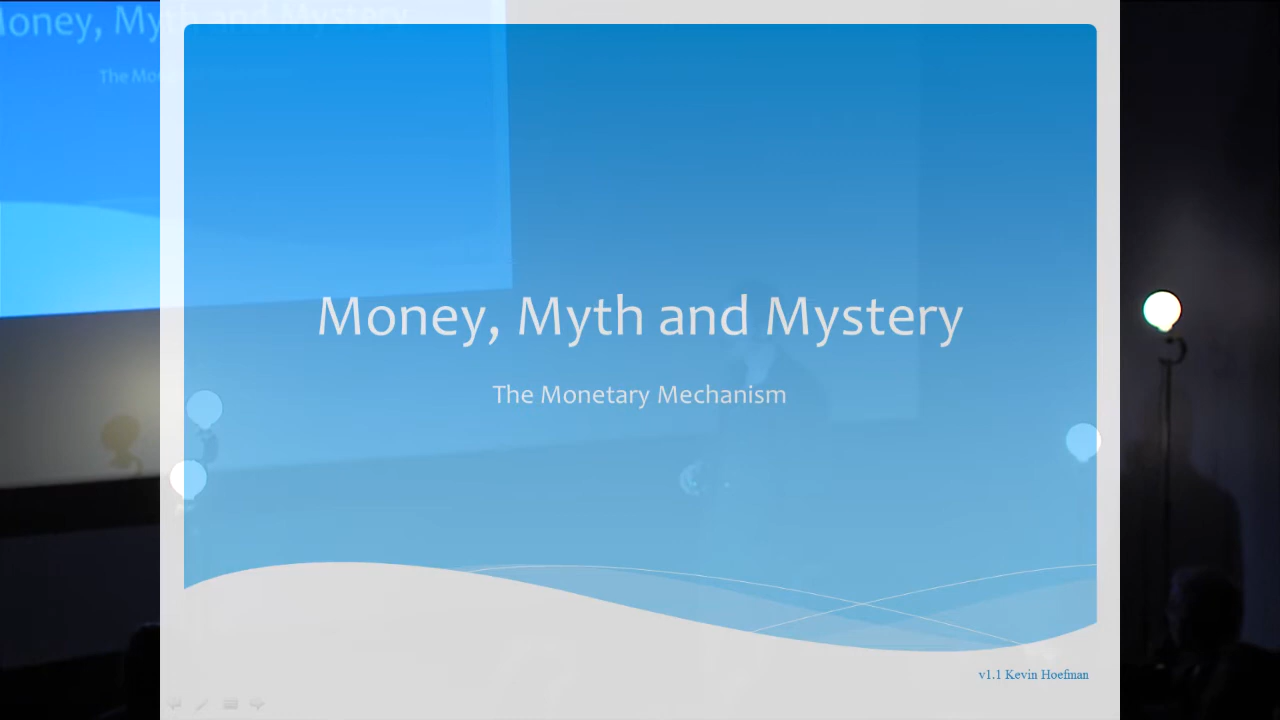 Money, Myth and Mystery
The Monetary Mechanism
v1.1 Kevin Hoefman